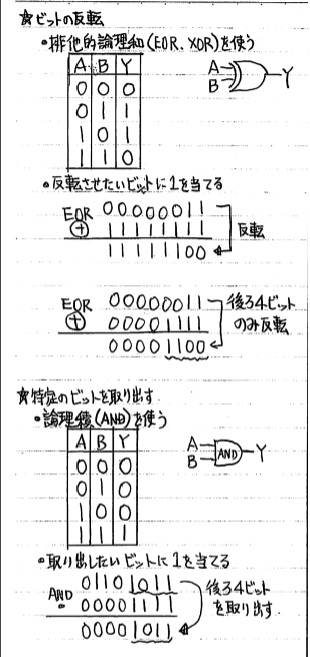 ☆ビットの反転
・排他的論理和(EOR、XOR)を使う
A B Y
0 0 0
0 1 1
1 0 1
1 1 0
A
B
Y
・反転させたいビットに1を当てる
EOR 00000011
⊕ 11111111
11111100
反転
EOR 00000011
⊕ 00001111
00001100
後ろ4ビット
のみ反転
☆特定のビットを取り出す
・論理積(AND)を使う
A B Y
0 0 0
0 1 0
1 0 0
1 1 1
A
B
AND
Y
・取り出したいビットに1を当てる
01101011
AND 00001111
・
00001011
後ろ4ビット
を取り出す.